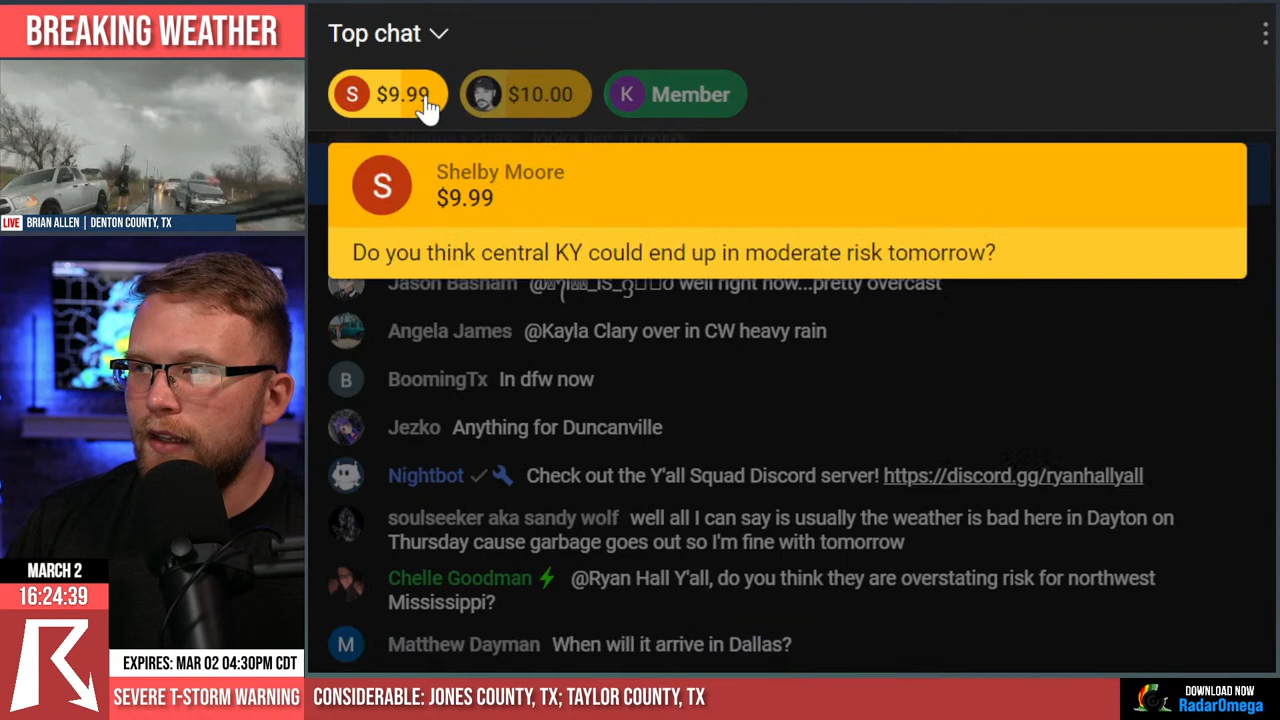 BREAKING WEATHER
LIVE BRIAN ALLEN | DENTON COUNTY, TX
MARCH 2
16:24:39
Top chat
S $9.99
$10.00
K Member
S
Shelby Moore
$9.99
Do you think central KY could end up in moderate risk tomorrow?
Jason Basham well right now...pretty overcast
Angela James @Kayla Clary over in CW heavy rain
B BoomingTx In dfw now
Jezko Anything for Duncanville
Nightbot Check out the Y'all Squad Discord server! https://discord.gg/ryanhallyall
soulseeker aka sandy wolf well all I can say is usually the weather is bad here in Dayton on
Thursday cause garbage goes out so I'm fine with tomorrow
Chelle Goodman @Ryan Hall Y'all, do you think they are overstating risk for northwest
Mississippi?
M Matthew Dayman When will it arrive in Dallas?
EXPIRES: MAR 02 04:30PM CDT
SEVERE T-STORM WARNING CONSIDERABLE: JONES COUNTY, TX; TAYLOR COUNTY, TX
DOWNLOAD NOW
RadarOmega